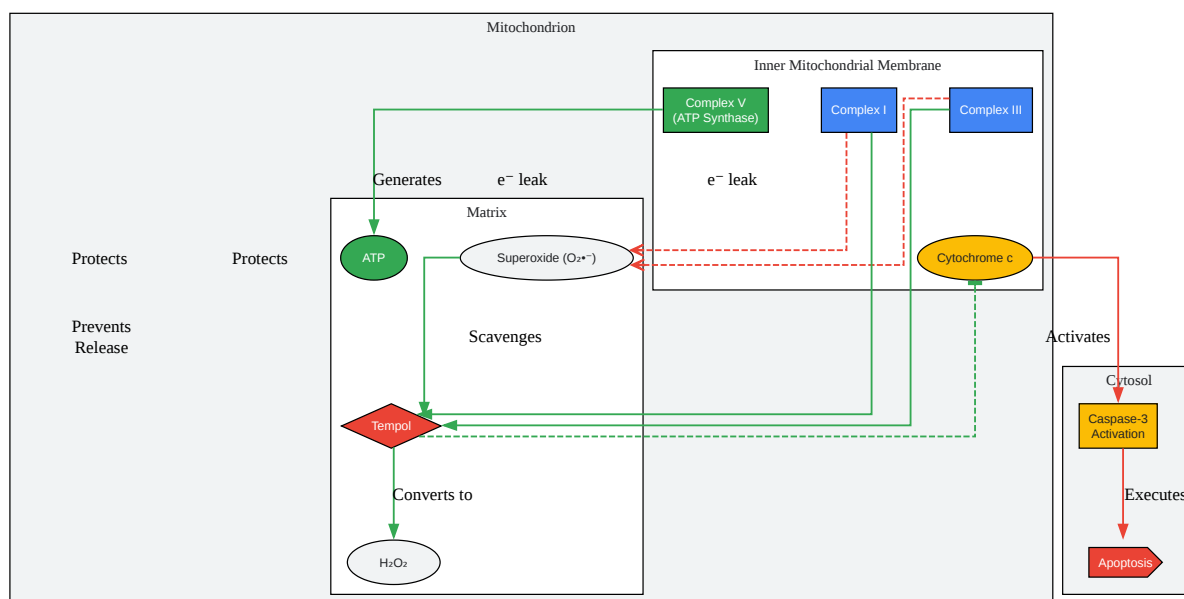 Mitochondrion
Inner Mitochondrial Membrane
Complex V
(ATP Synthase)
Complex I
Complex III
Generates
e⁻ leak
e⁻ leak
Matrix
Protects
Protects
ATP
Superoxide (O₂•⁻)
Cytochrome c
Prevents
Release
Scavenges
Activates
Cytosol
Tempol
Caspase-3
Activation
Converts to
Executes
H₂O₂
Apoptosis